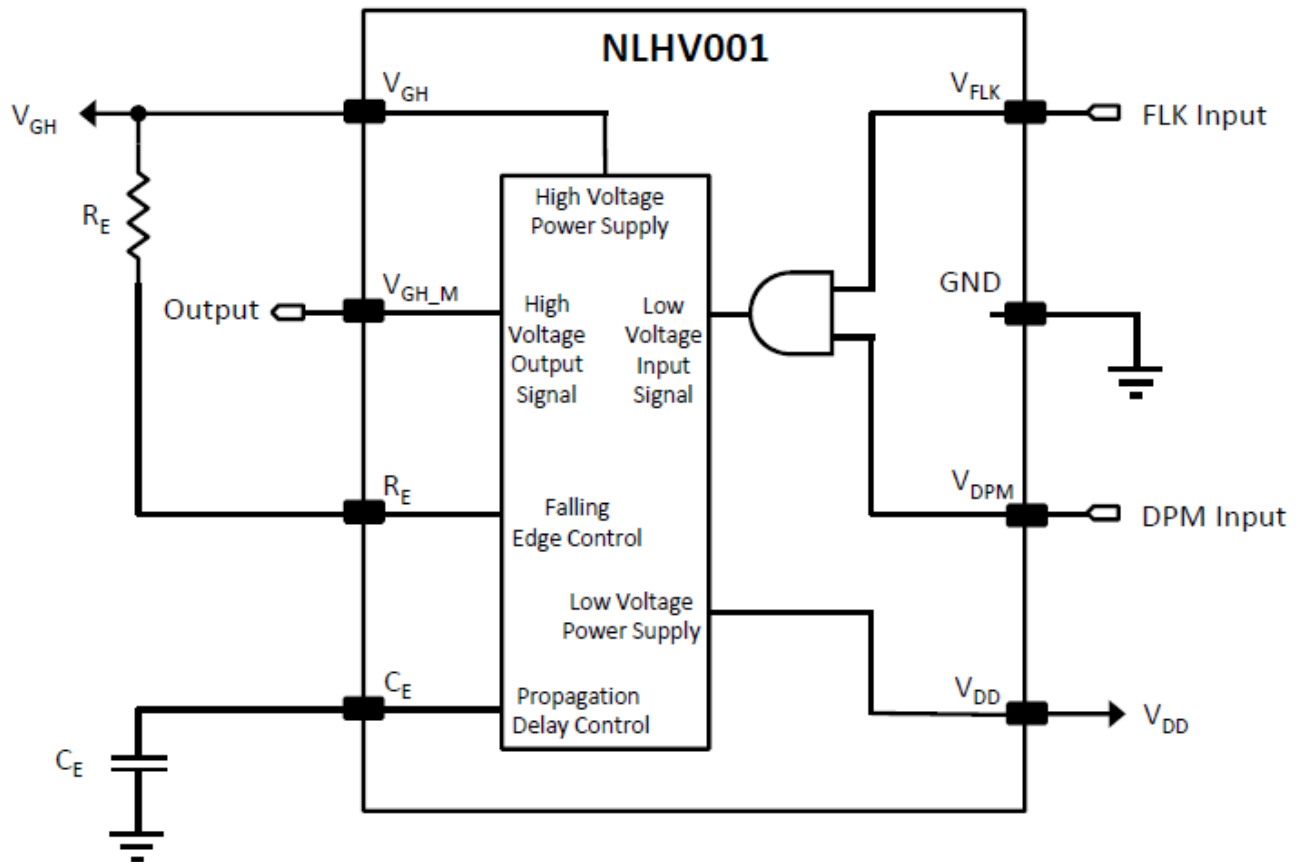 NLHV001
V_GH
V_GH
V_FLK
FLK Input
R_E
High Voltage
Power Supply
V_GH_M
Output
High
Voltage
Output
Signal
Low
Voltage
Input
Signal
GND
R_E
Falling
Edge Control
V_DPM
DPM Input
Low Voltage
Power Supply
C_E
Propagation
Delay Control
V_DD
V_DD
C_E